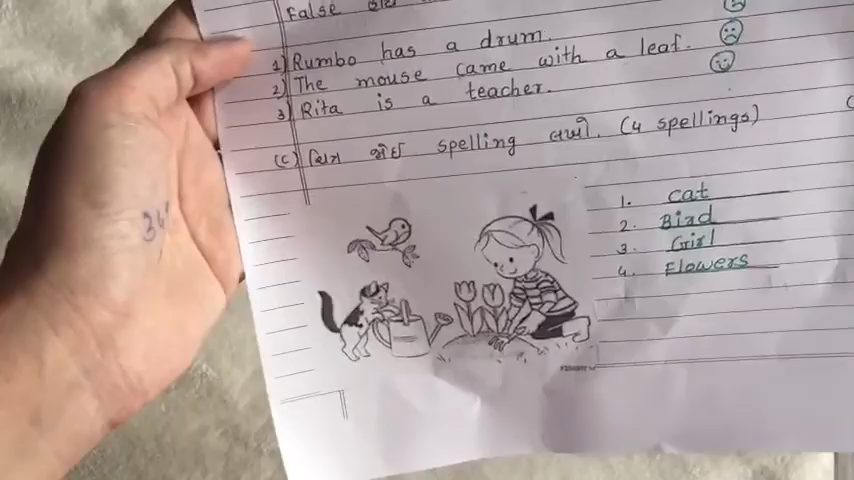 False
1) Rumbo has a drum.
2) The mouse came with a leaf.
3) Rita is a teacher.
(C) ચિત્ર જોઈ spelling લખો. (4 spellings)
1. cat
2. Bird
3. Girl
4. Flowers